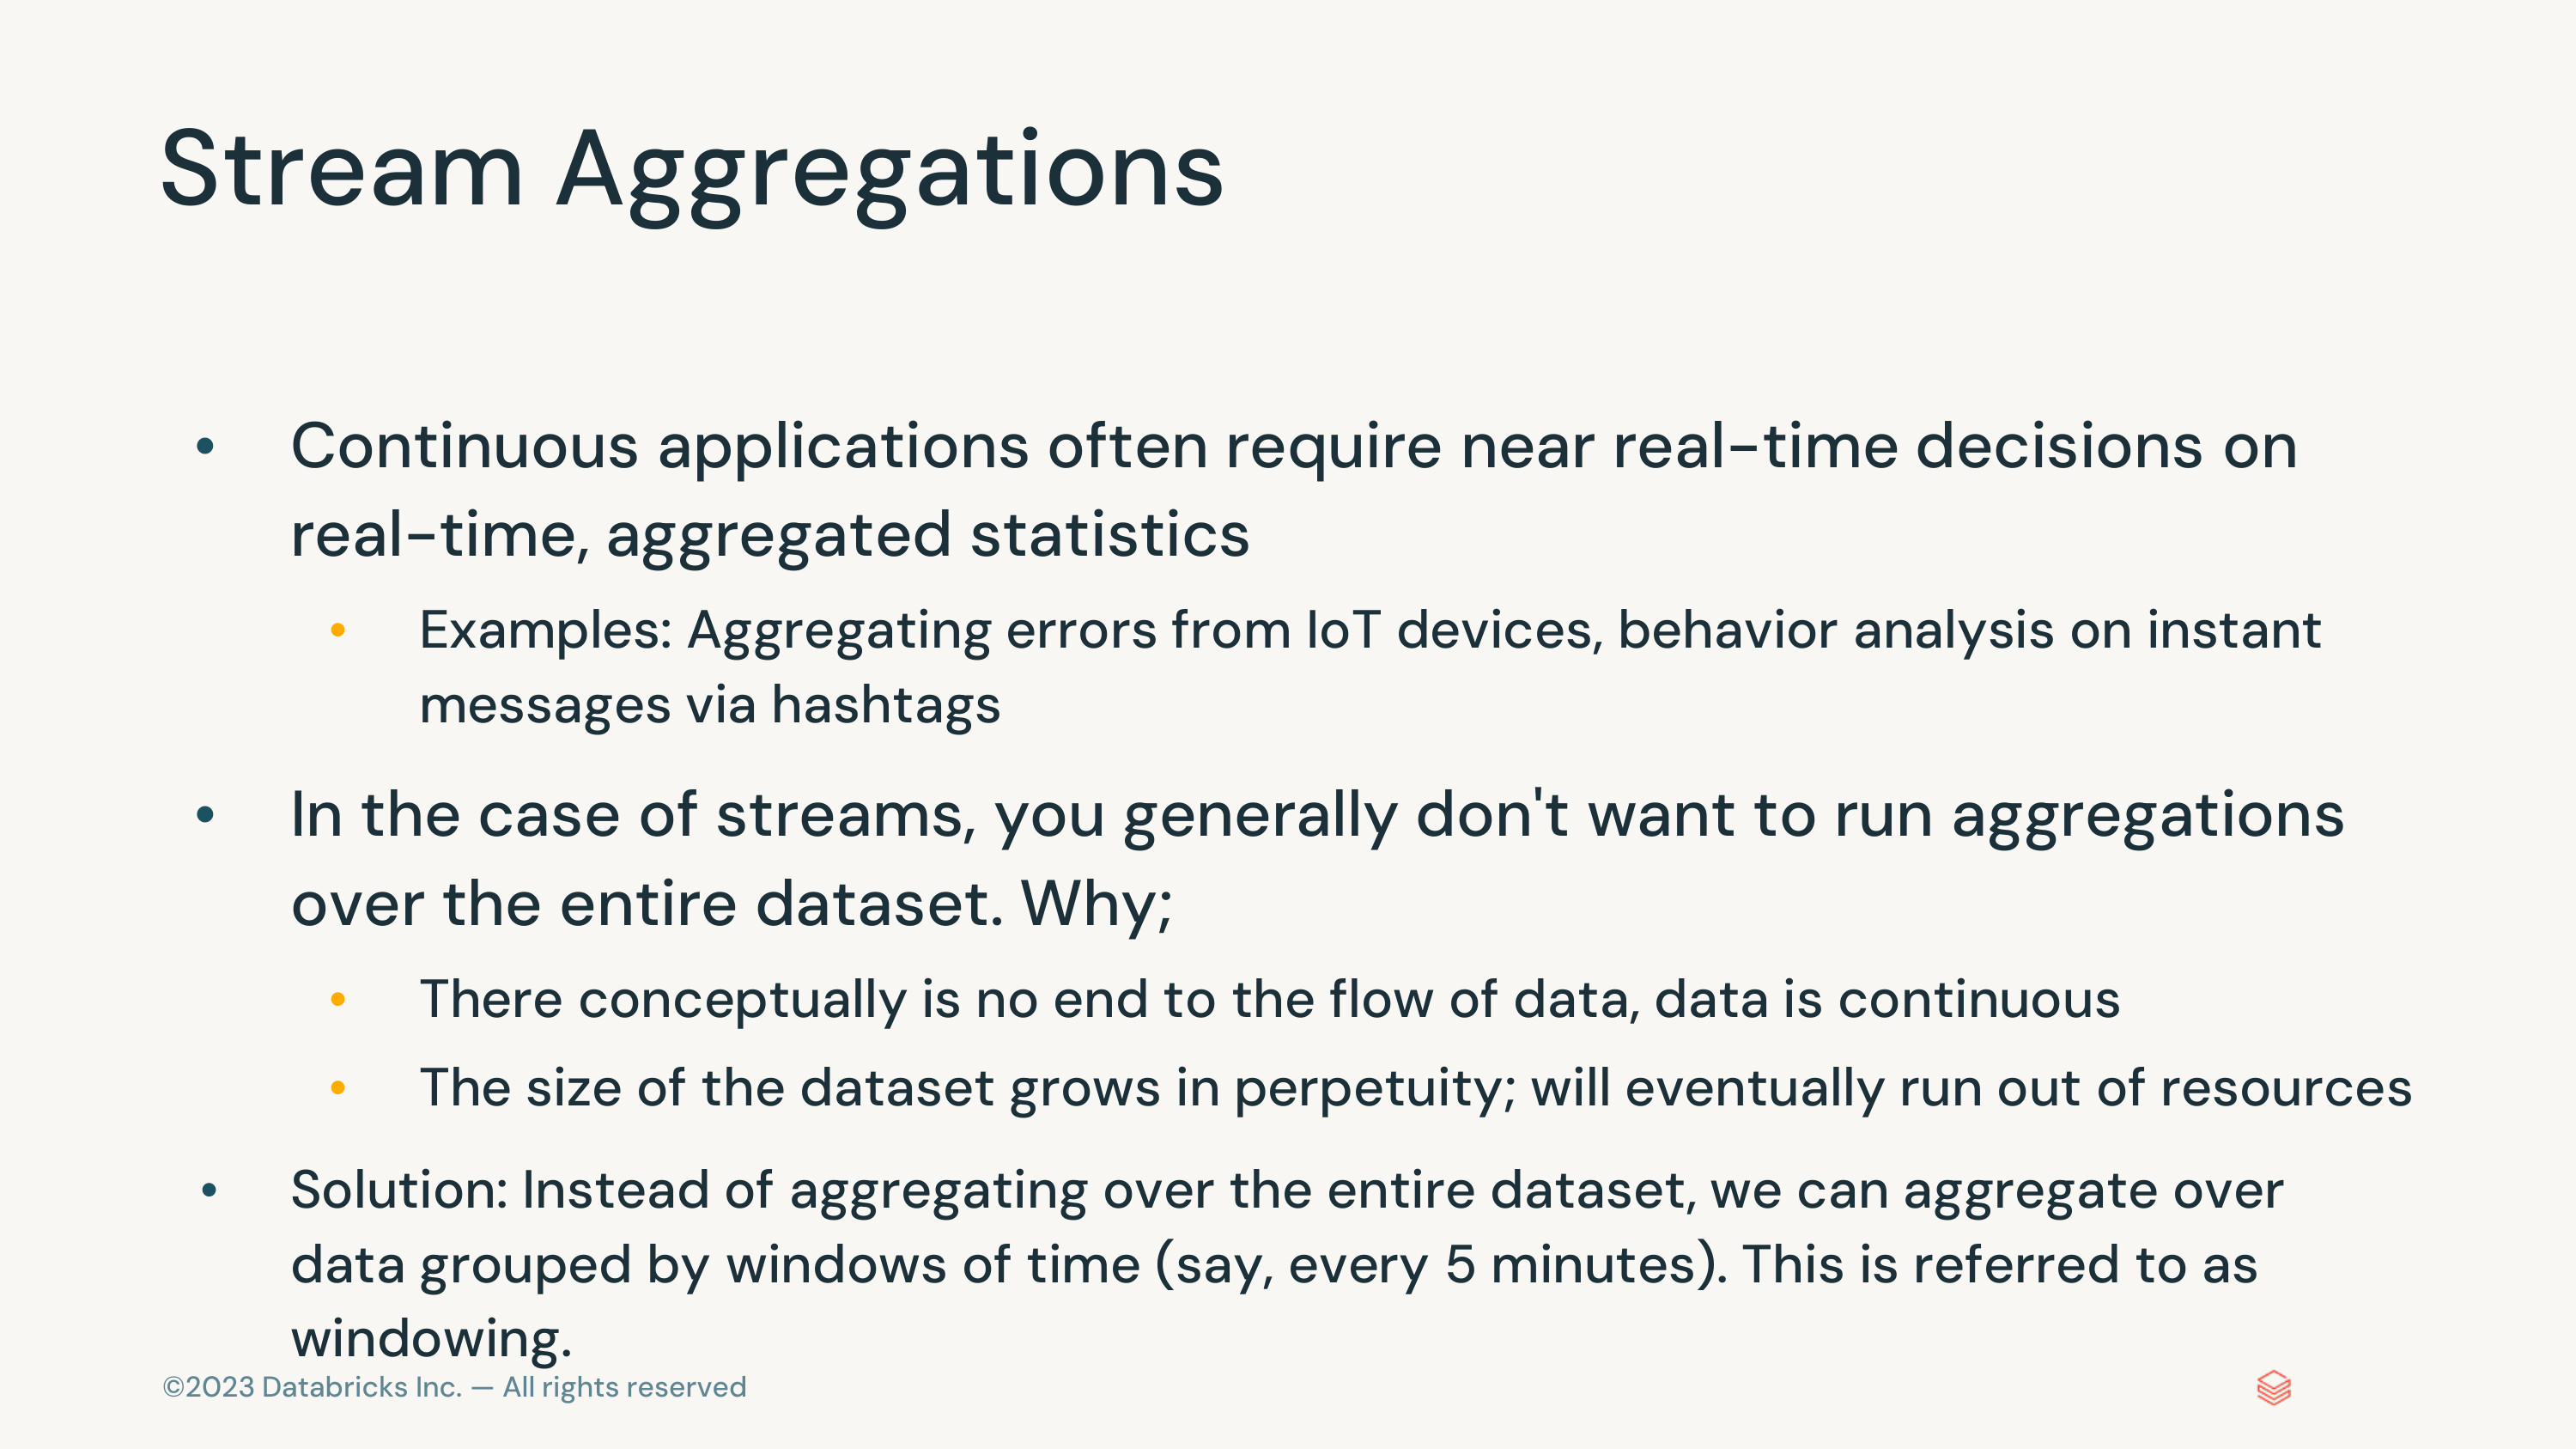 Stream Aggregations
• Continuous applications often require near real-time decisions on
real-time, aggregated statistics
• Examples: Aggregating errors from IoT devices, behavior analysis on instant
messages via hashtags
• In the case of streams, you generally don't want to run aggregations
over the entire dataset. Why;
• There conceptually is no end to the flow of data, data is continuous
• The size of the dataset grows in perpetuity; will eventually run out of resources
• Solution: Instead of aggregating over the entire dataset, we can aggregate over
data grouped by windows of time (say, every 5 minutes). This is referred to as
windowing.
©2023 Databricks Inc. — All rights reserved